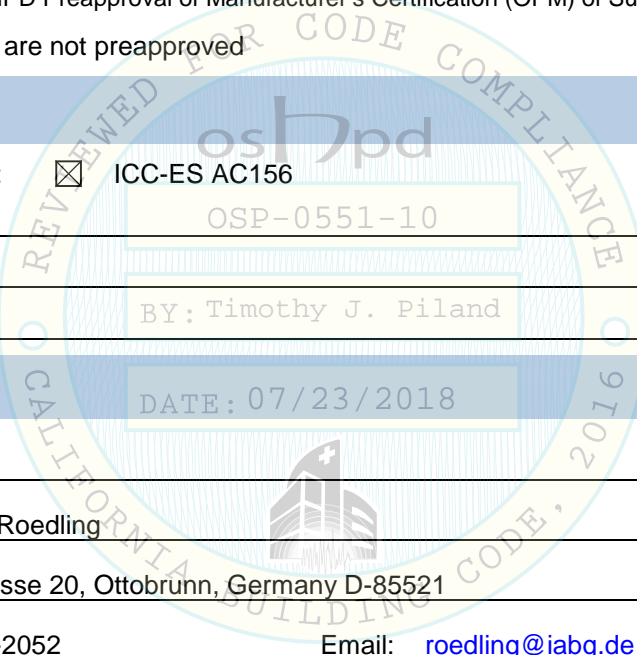 Preapproval of Manufacturer's Certification (OPM) of
are not preapproved
REVIEWED FOR CODE COMPLIANCE
oshpd
ICC-ES AC156
OSP-0551-10
BY: Timothy J. Piland
DATE: 07/23/2018
CALIFORNIA BUILDING CODE, 2016
Roedling
sse 20, Ottobrunn, Germany D-85521
-2052 Email: roedling@iabg.de